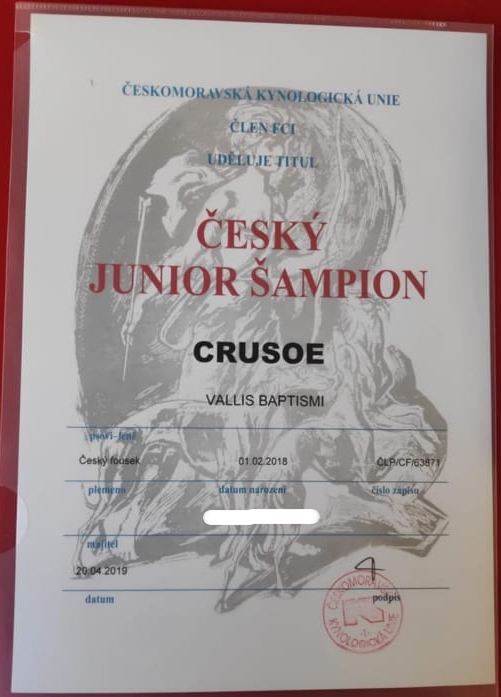 ČESKOMORAVSKÁ KYNOLOGICKÁ UNIE
ČLEN FCI
UDĚLUJE TITUL
ČESKÝ
JUNIOR ŠAMPION
CRUSOE
VALLIS BAPTISMI
psovi–feně
Český fousek 01.02.2018 ČLP/CF/63871
plemeno datum narození číslo zápisu
majitel
20.04.2019
datum podpis
ČESKOMORAVSKÁ
KYNOLOGICKÁ UNIE
-1-